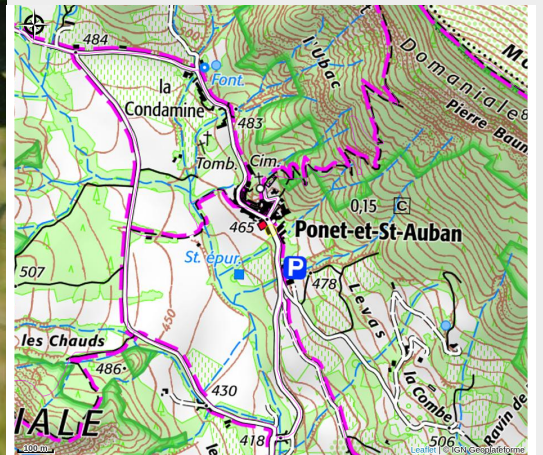 484
500
Font.
la
Condamine
483
l'Ubac
Domaniale
Pierre Baum
Tomb.
Cim.
0,15
C
465
Ponet-et-St-Auban
St. épur.
P
478
507
450
Levas
les Chauds
486
la Combe
430
IALE
418
506
Ravin de
100 m
Leaflet | © IGN Geoplateforme